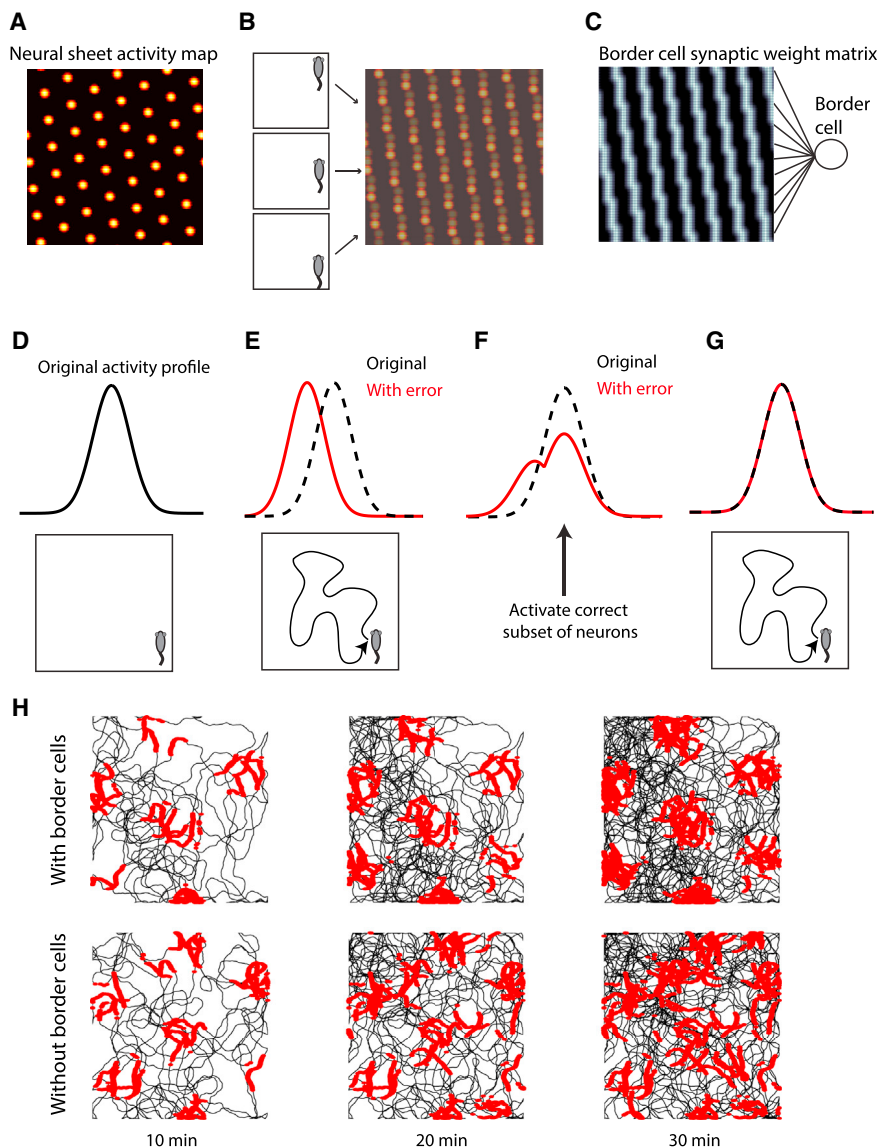 A
Neural sheet activity map
B
C
Border cell synaptic weight matrix
Border
cell
D
Original activity profile
E
Original
With error
F
Original
With error
Activate correct
subset of neurons
G
H
With border cells
Without border cells
10 min
20 min
30 min